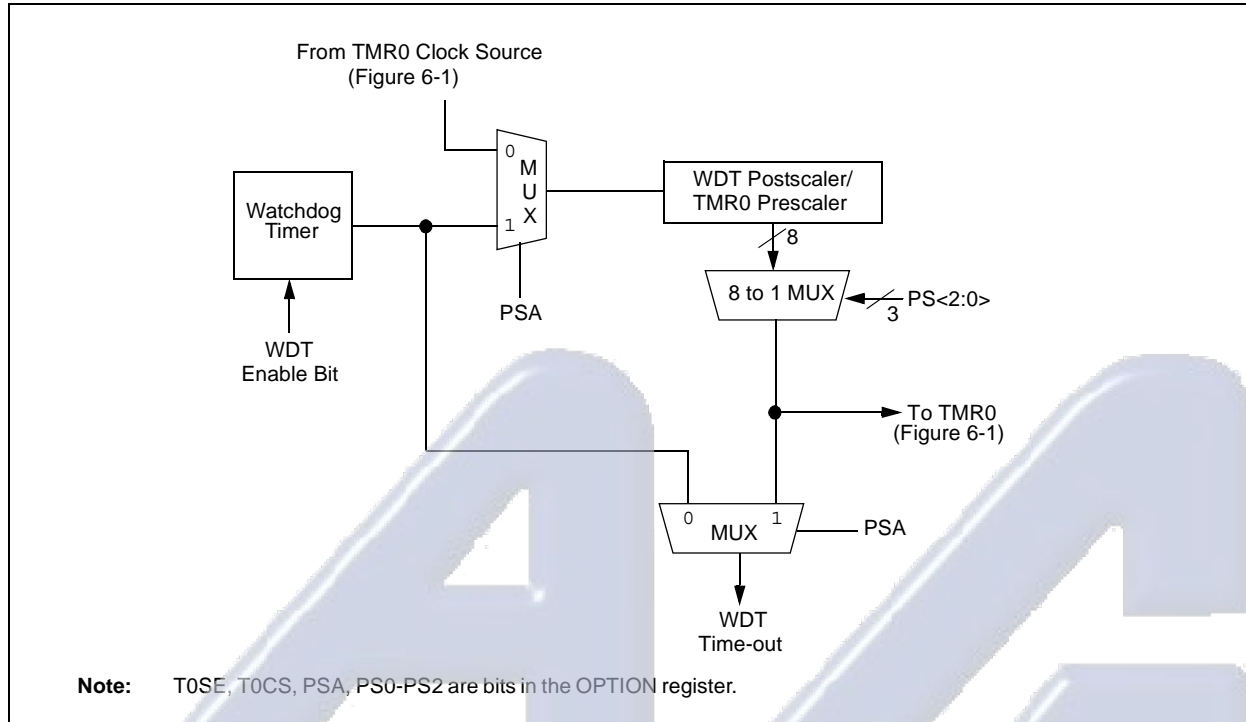 From TMR0 Clock Source
(Figure 6-1)
0
M
U
X
1
PSA
Watchdog
Timer
WDT
Enable Bit
WDT Postscaler/
TMR0 Prescaler
8
8 to 1 MUX
PS<2:0>
3
To TMR0
(Figure 6-1)
0
1
MUX
PSA
WDT
Time-out
Note: T0SE, T0CS, PSA, PS0-PS2 are bits in the OPTION register.